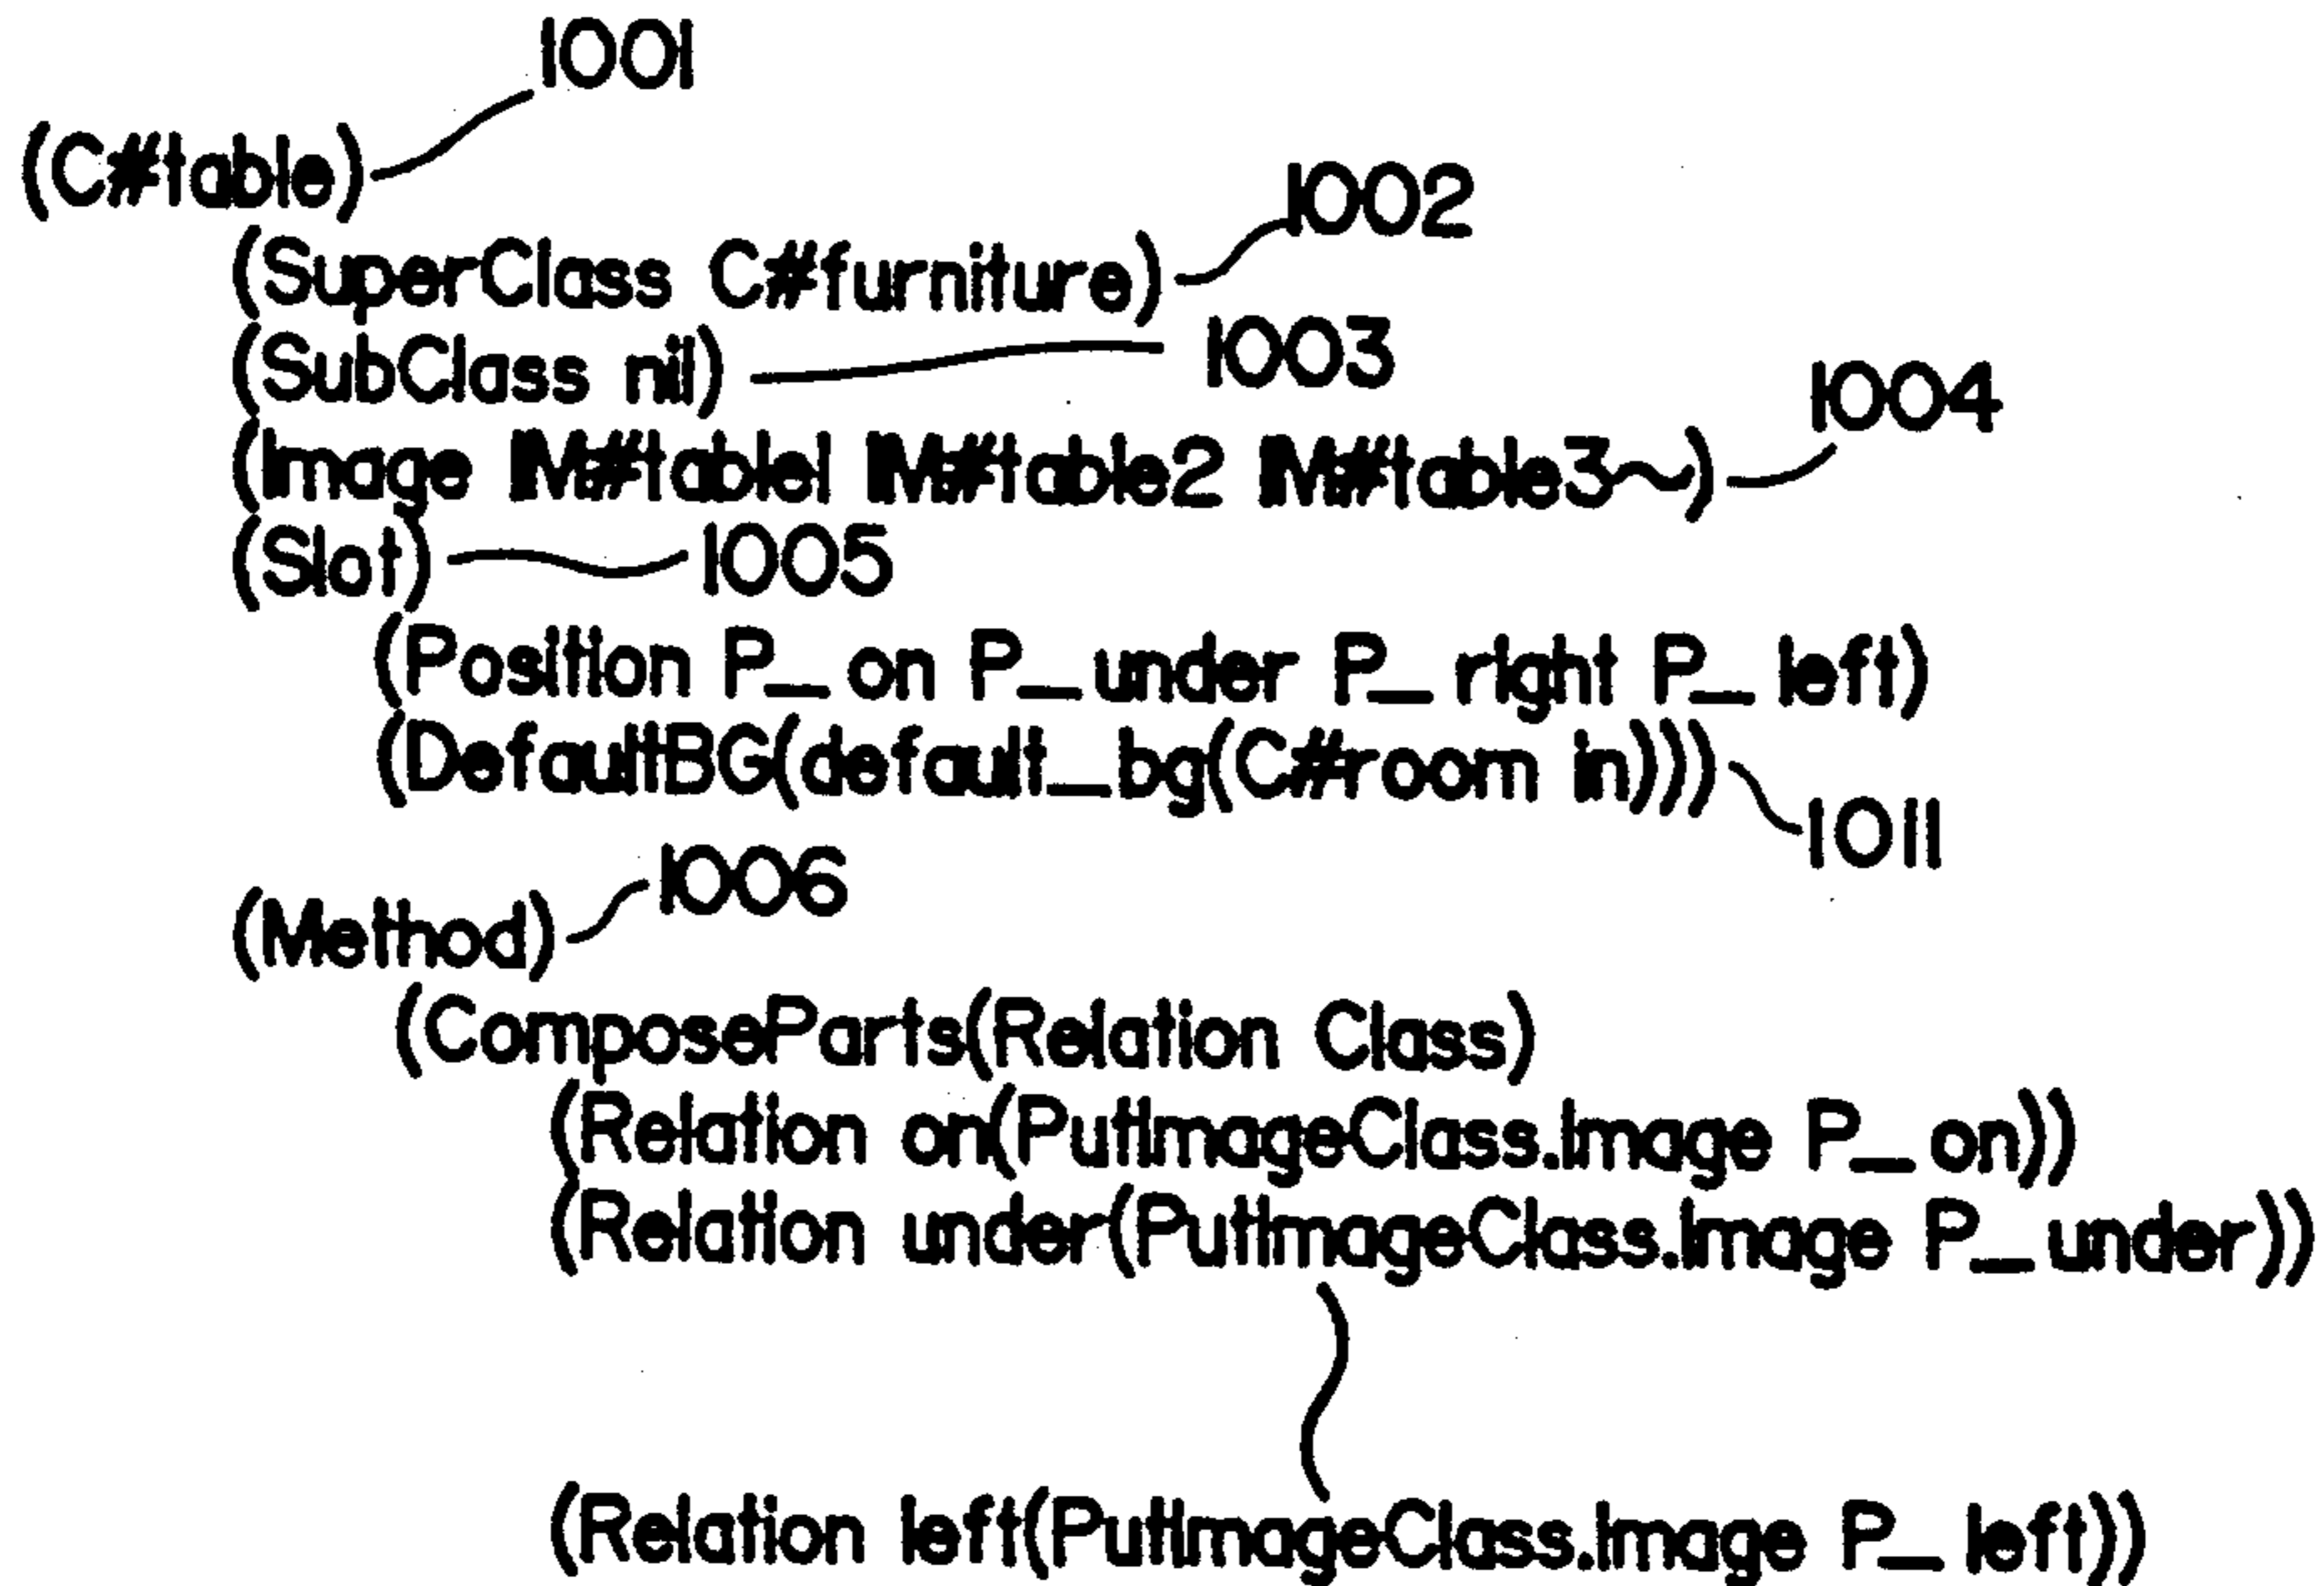 1001
(C#table)
1002
(SuperClass C#furniture)
(SubClass nil) 1003
1004
(Image IM#table1 IM#table2 IM#table3~)
(Slot) 1005
(Position P_on P_under P_right P_left)
(DefaultBG(default_bg(C#room in))))
1011
1006
(Method)
(ComposeParts(Relation Class)
(Relation on(PutImageClass.Image P_on))
(Relation under(PutImageClass.Image P_under))
(Relation left(PutImageClass.Image P_left))